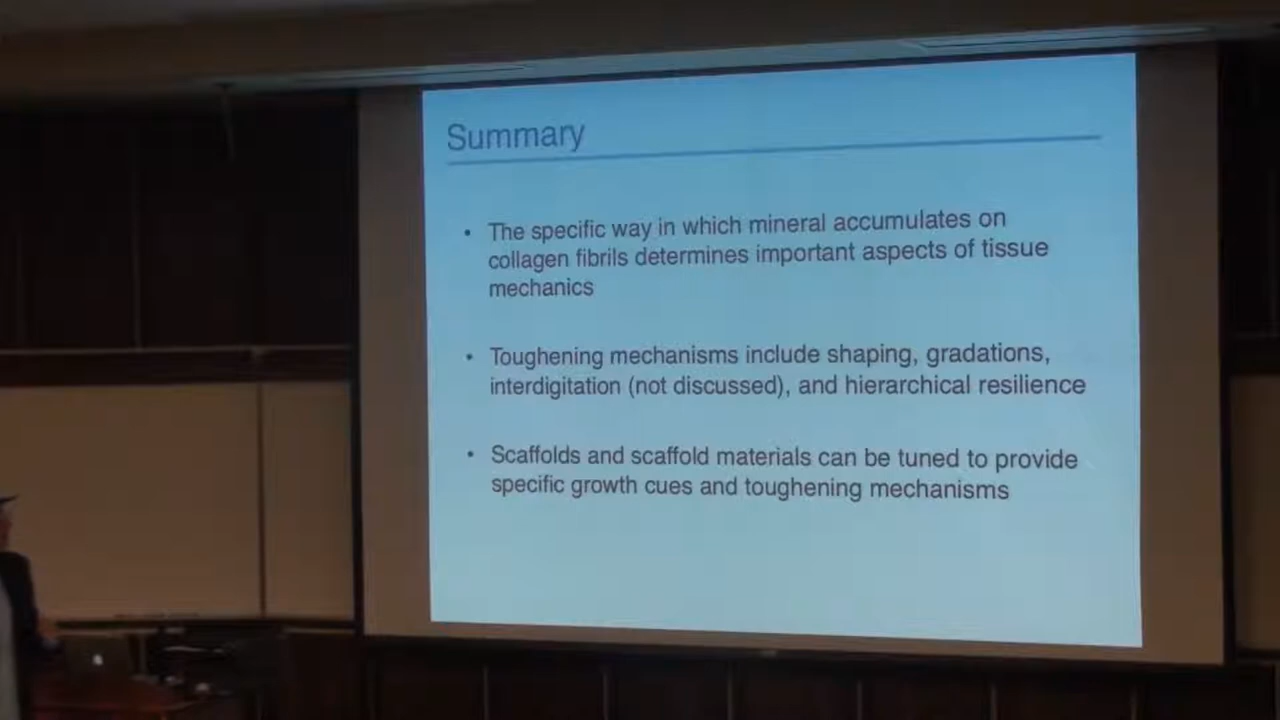 Summary
• The specific way in which mineral accumulates on
collagen fibrils determines important aspects of tissue
mechanics
• Toughening mechanisms include shaping, gradations,
interdigitation (not discussed), and hierarchical resilience
• Scaffolds and scaffold materials can be tuned to provide
specific growth cues and toughening mechanisms